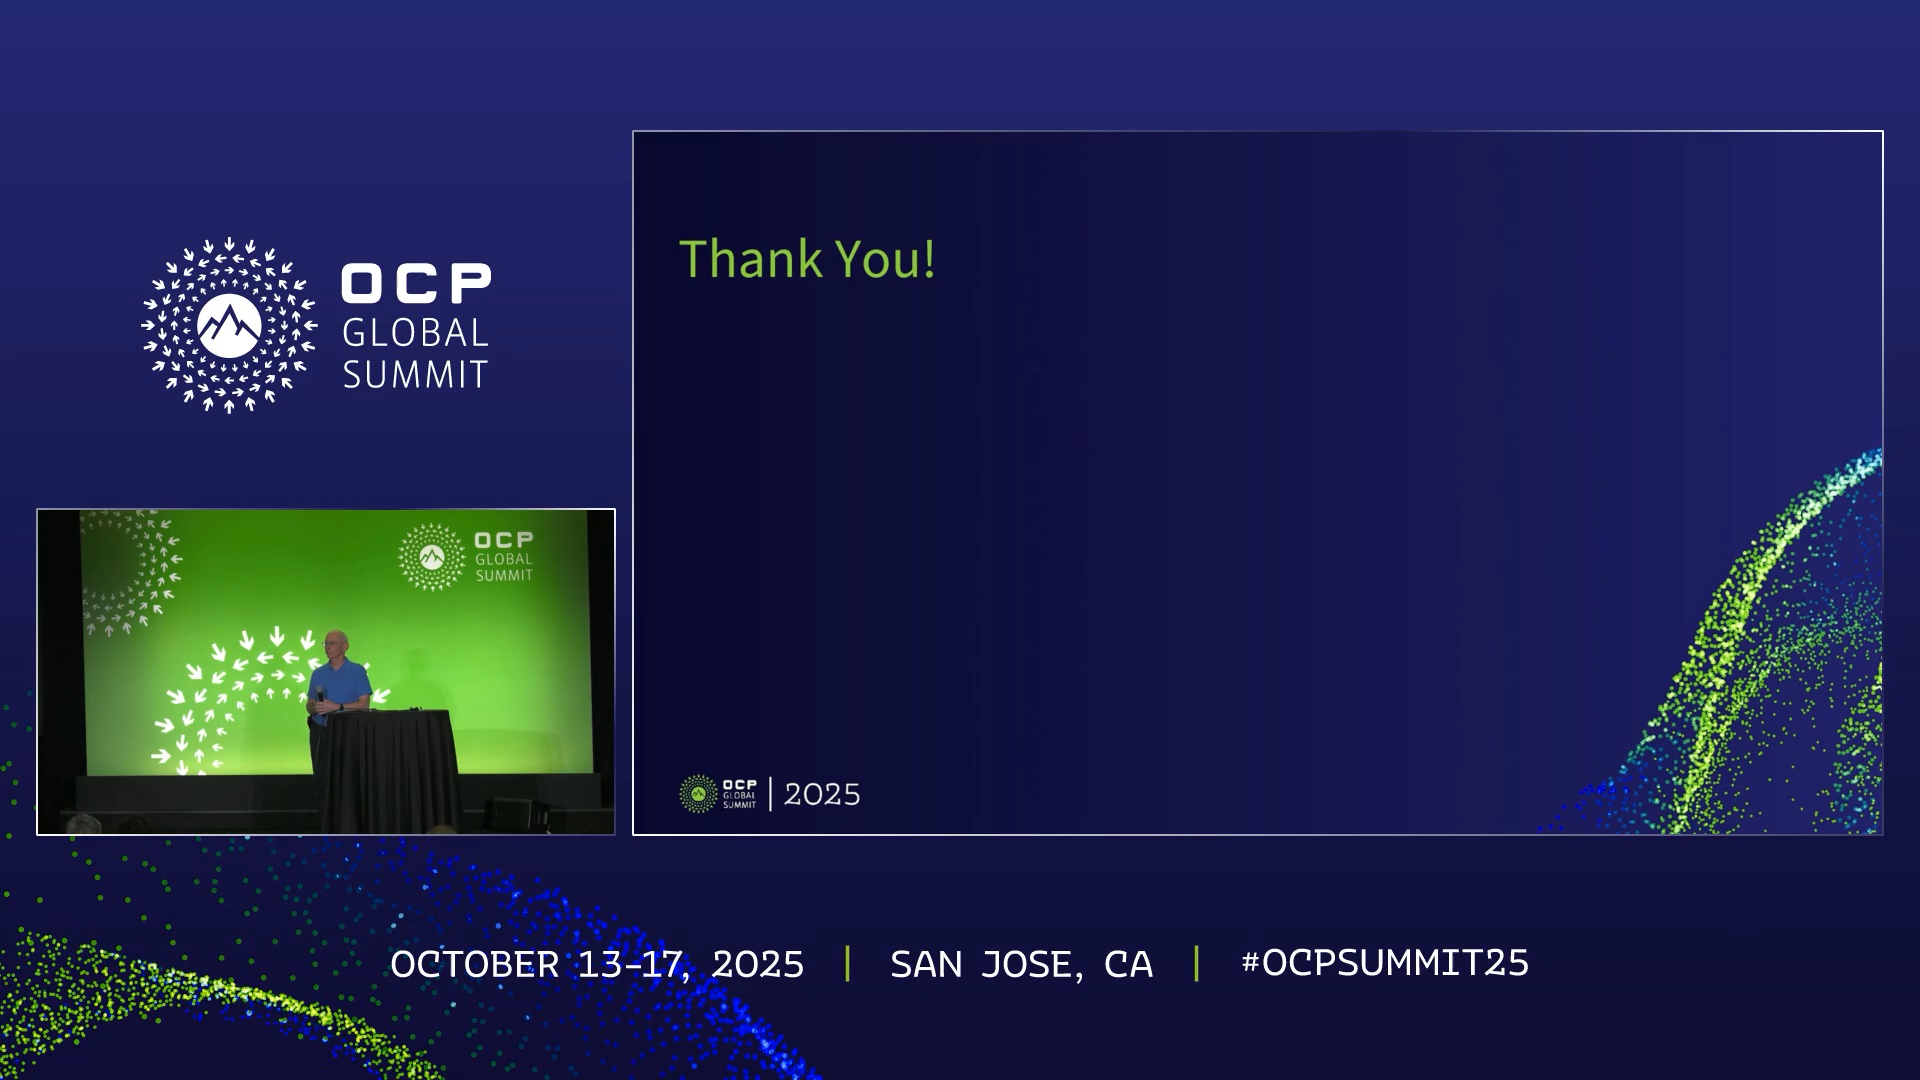 OCP
GLOBAL
SUMMIT
Thank You!
OCP
GLOBAL
SUMMIT
OCP
GLOBAL
SUMMIT
2025
OCTOBER 13-17, 2025 | SAN JOSE, CA | #OCPSUMMIT25